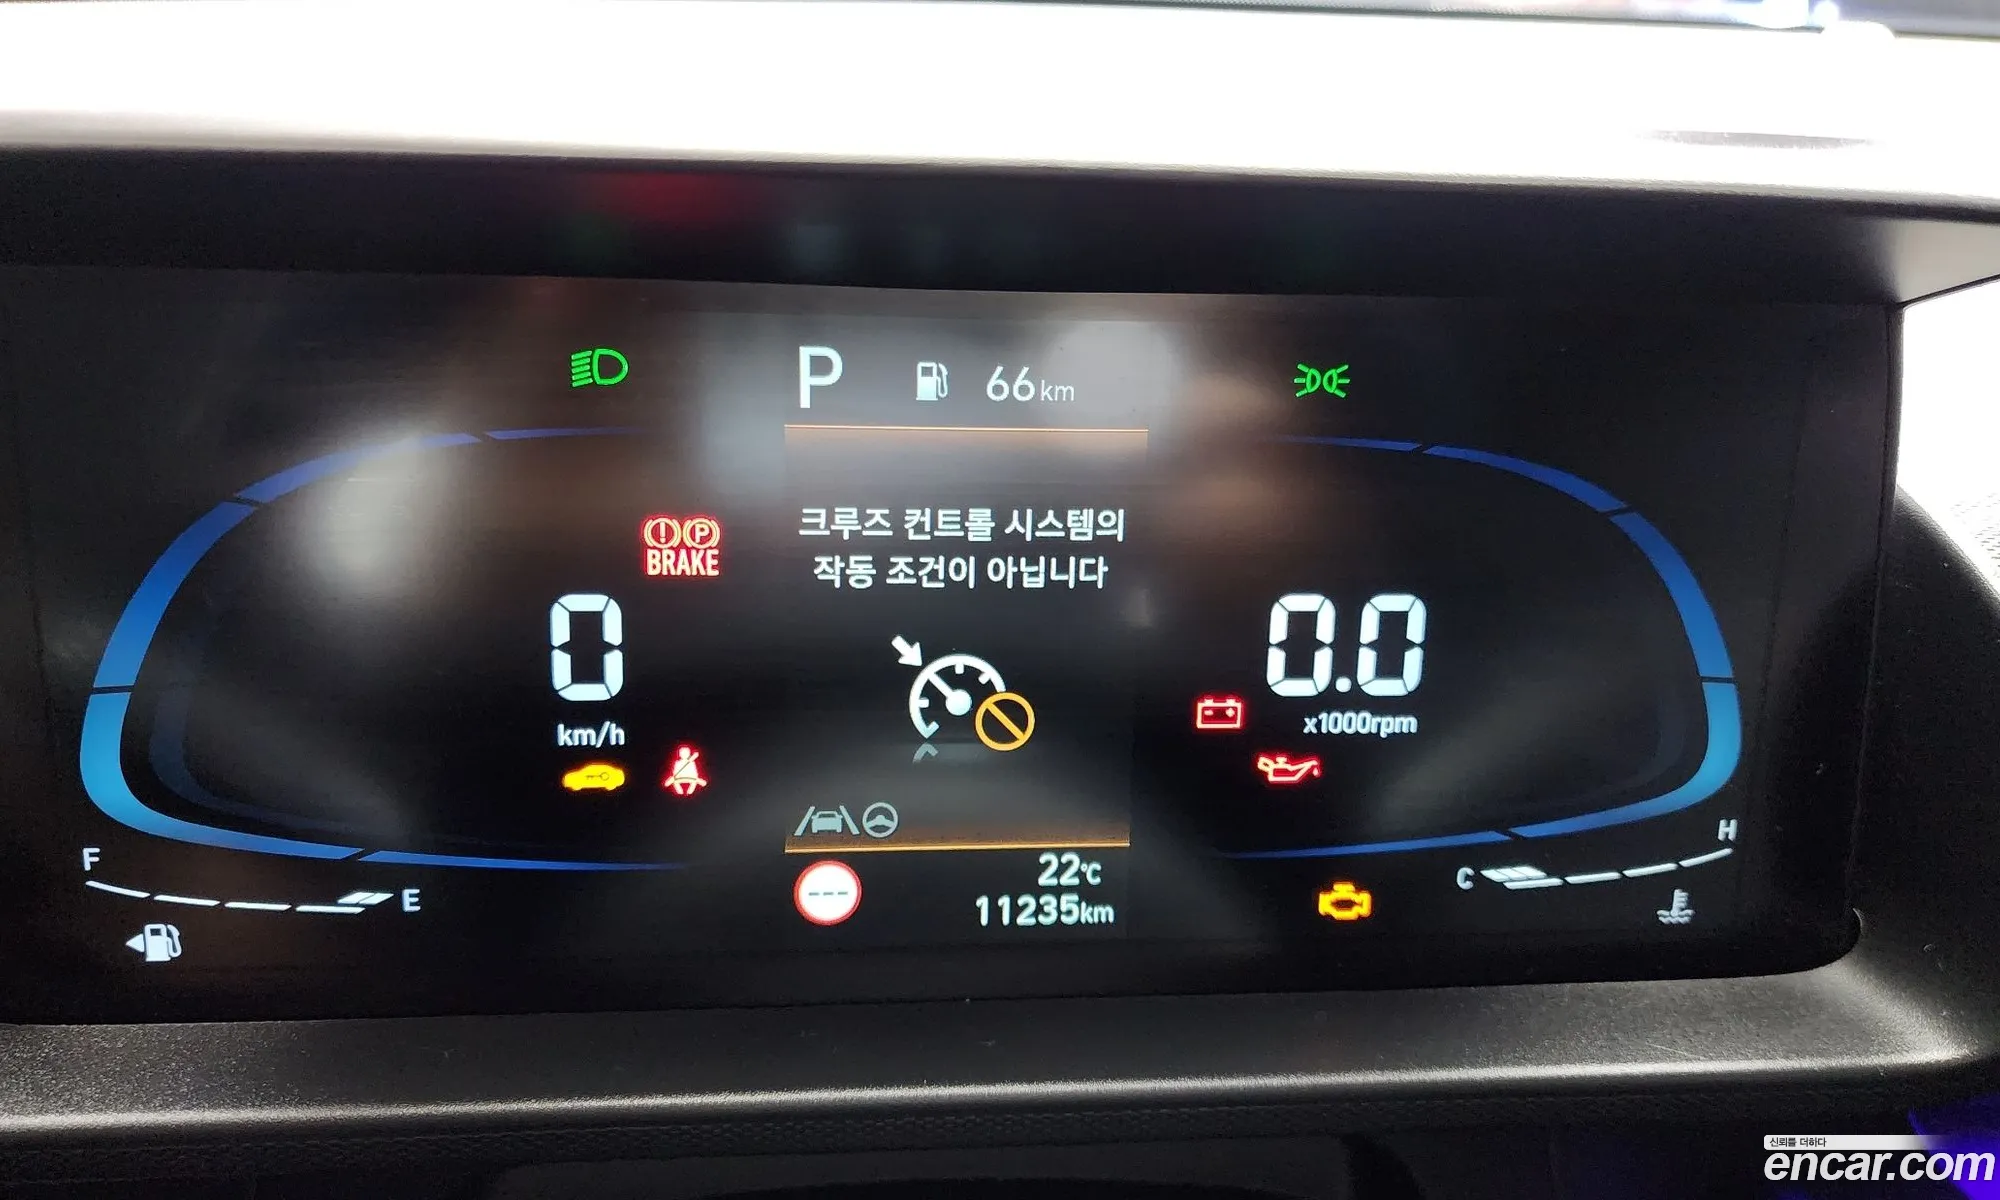 P 66km
크루즈 컨트롤 시스템의
작동 조건이 아닙니다
(!)(P)
BRAKE
0
km/h
0.0
x1000rpm
F E
---
22℃
11235km
C H
신뢰를 더하다
encar.com